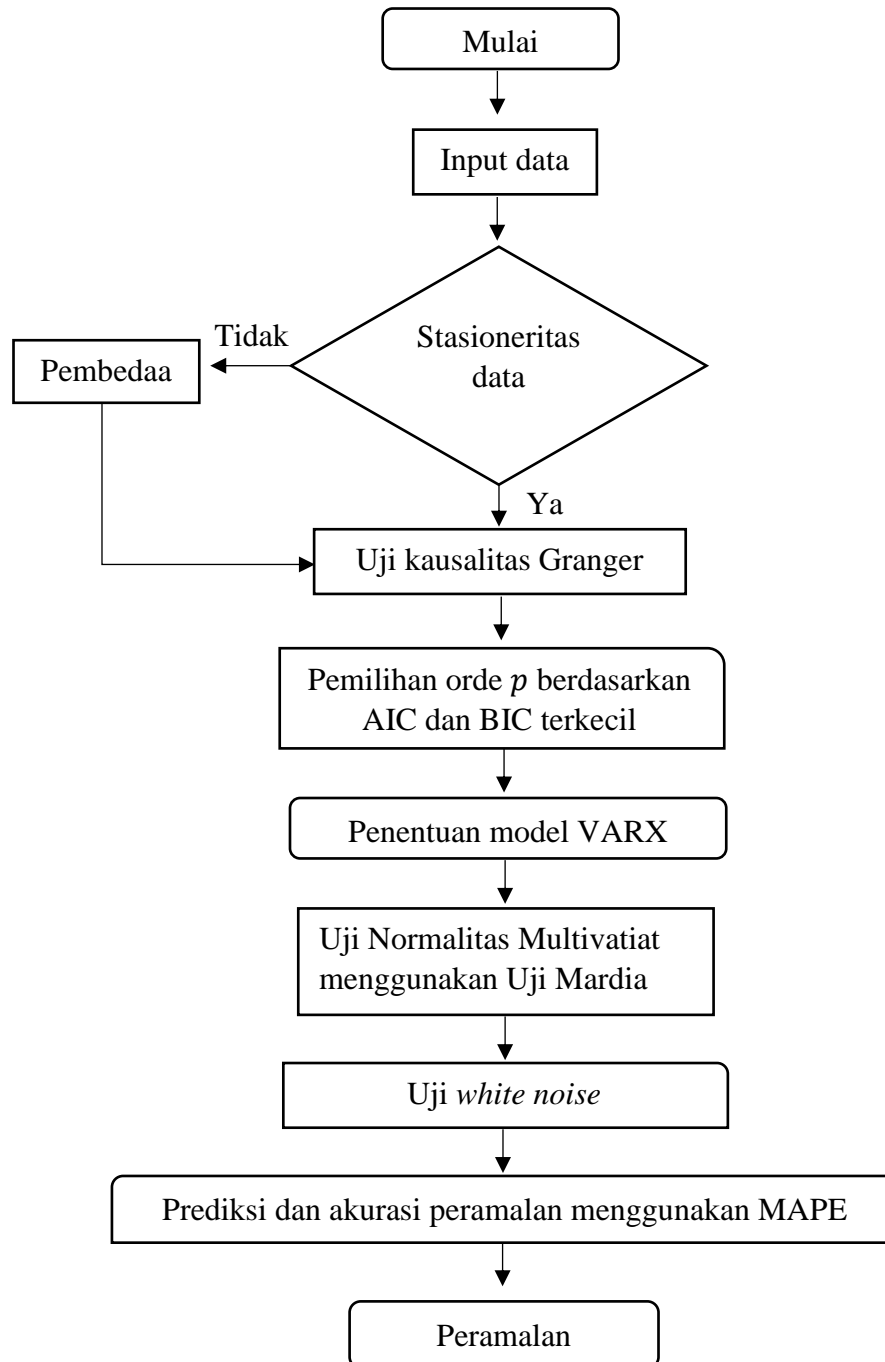 Mulai
Input data
Stasioneritas
data
Tidak
Pembedaa
Ya
Uji kausalitas Granger
Pemilihan orde p berdasarkan
AIC dan BIC terkecil
Penentuan model VARX
Uji Normalitas Multivatiat
menggunakan Uji Mardia
Uji white noise
Prediksi dan akurasi peramalan menggunakan MAPE
Peramalan